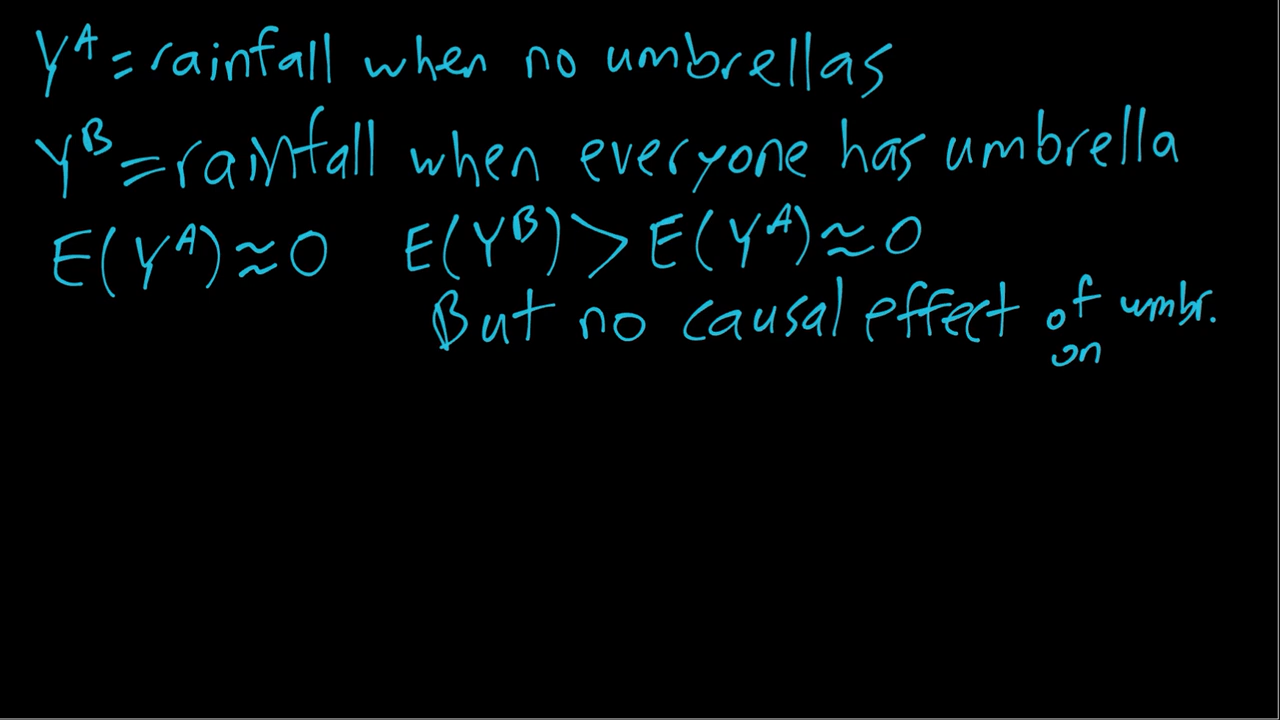 Y^A = rainfall when no umbrellas
Y^B = rainfall when everyone has umbrella
E(Y^A) ≈ 0 E(Y^B) > E(Y^A) ≈ 0
But no causal effect of umbr.
on